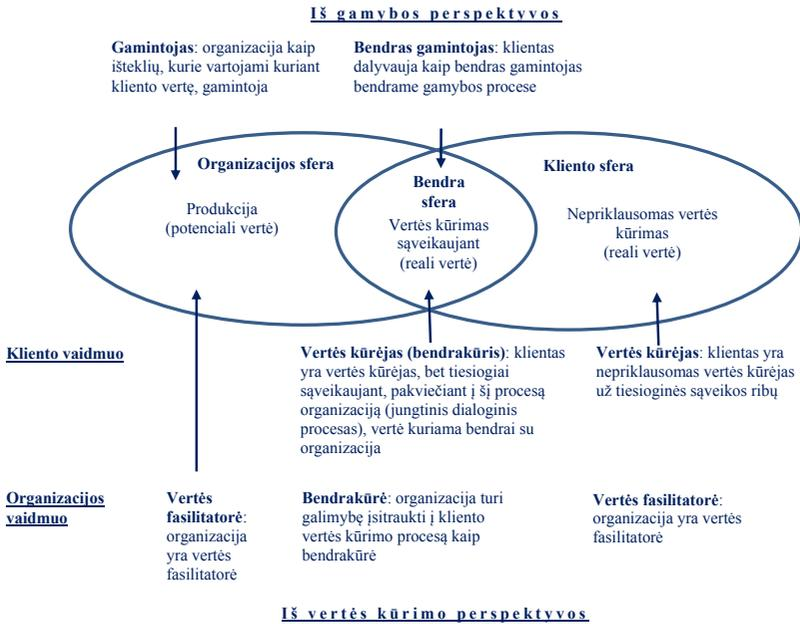 Iš gamybos perspektyvos
Gamintojas: organizacija kaip
išteklių, kurie vartojami kuriant
kliento vertę, gamintoja
Bendras gamintojas: klientas
dalyvauja kaip bendras gamintojas
bendrame gamybos procese
Organizacijos sfera
Produkcija
(potenciali vertė)
Bendra
sfera
Vertės kūrimas
sąveikaujant
(reali vertė)
Kliento sfera
Nepriklausomas vertės
kūrimas
(reali vertė)
Kliento vaidmuo
Vertės kūrėjas (bendrakūris): klientas
yra vertės kūrėjas, bet tiesiogiai
sąveikaujant, pakviečiant į šį procesą
organizaciją (jungtinis dialoginis
procesas), vertė kuriama bendrai su
organizacija
Vertės kūrėjas: klientas yra
nepriklausomas vertės kūrėjas
už tiesioginės sąveikos ribų
Organizacijos
vaidmuo
Vertės
fasilitatorė:
organizacija
yra vertės
fasilitatorė
Bendrakūrė: organizacija turi
galimybę įsitraukti į kliento
vertės kūrimo procesą kaip
bendrakūrė
Vertės fasilitatorė:
organizacija yra vertės
fasilitatorė
Iš vertės kūrimo perspektyvos